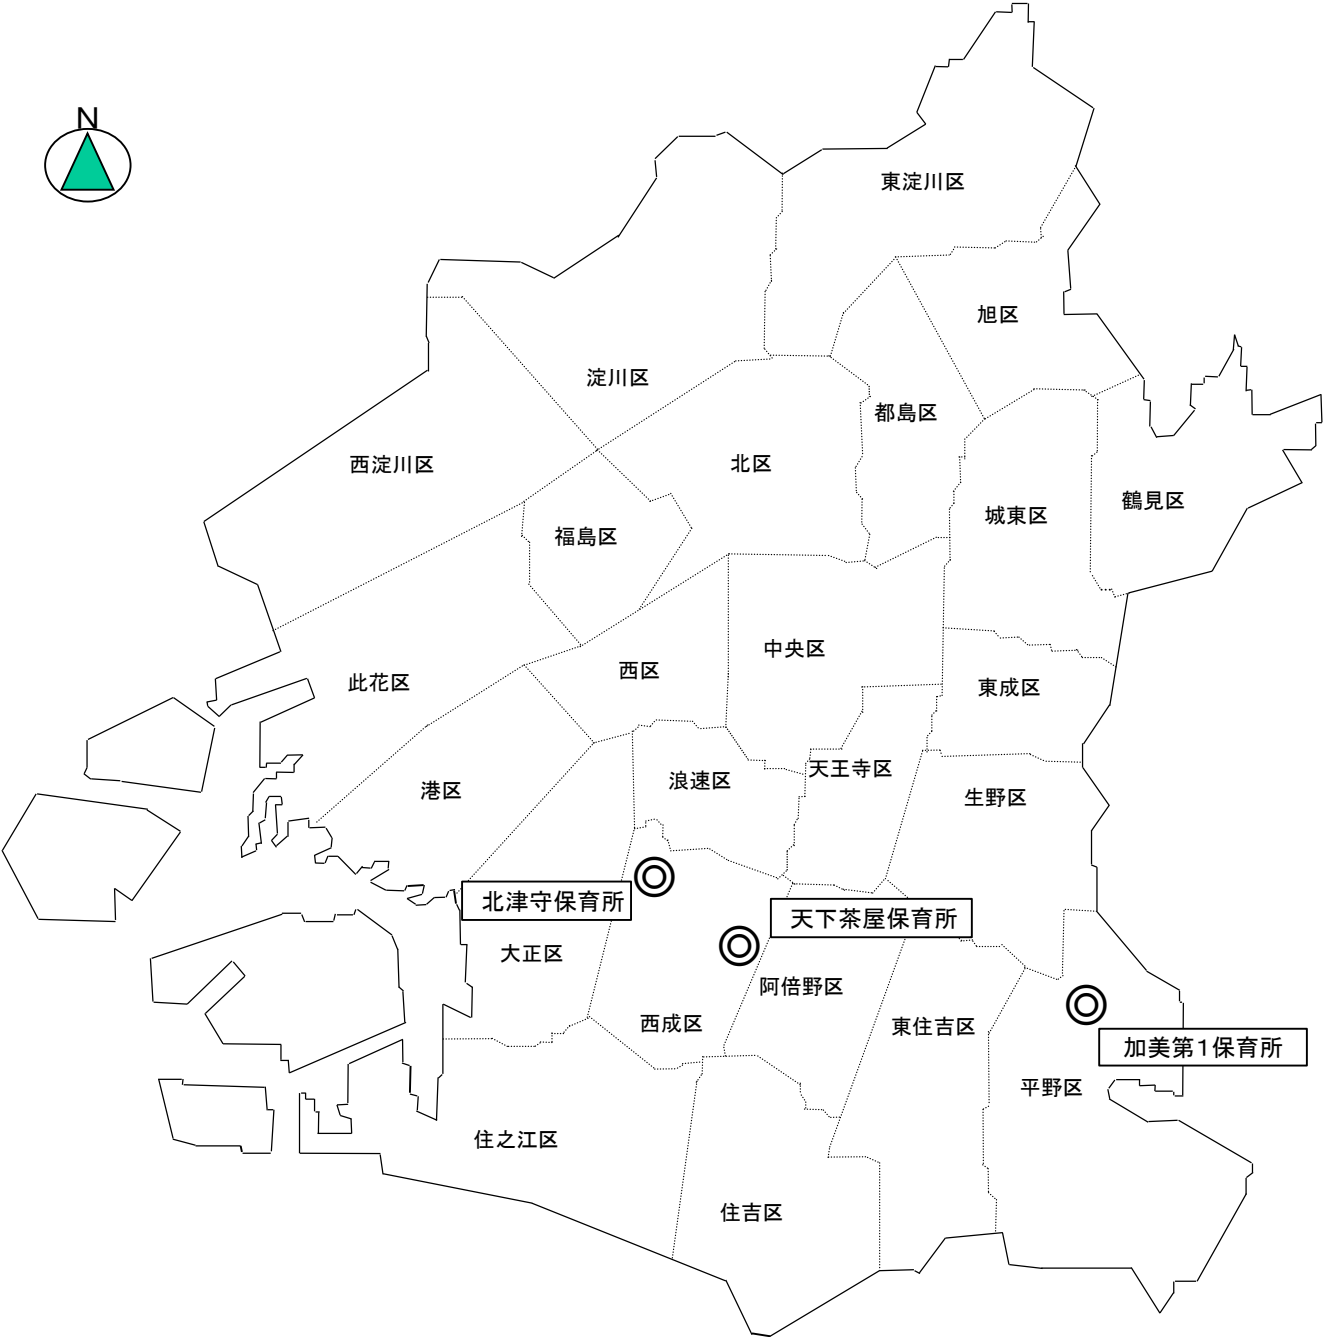 N
東淀川区
旭区
淀川区
都島区
西淀川区
北区
鶴見区
城東区
福島区
中央区
西区
此花区
東成区
天王寺区
浪速区
港区
生野区
北津守保育所
天下茶屋保育所
大正区
阿倍野区
西成区
東住吉区
加美第1保育所
平野区
住之江区
住吉区